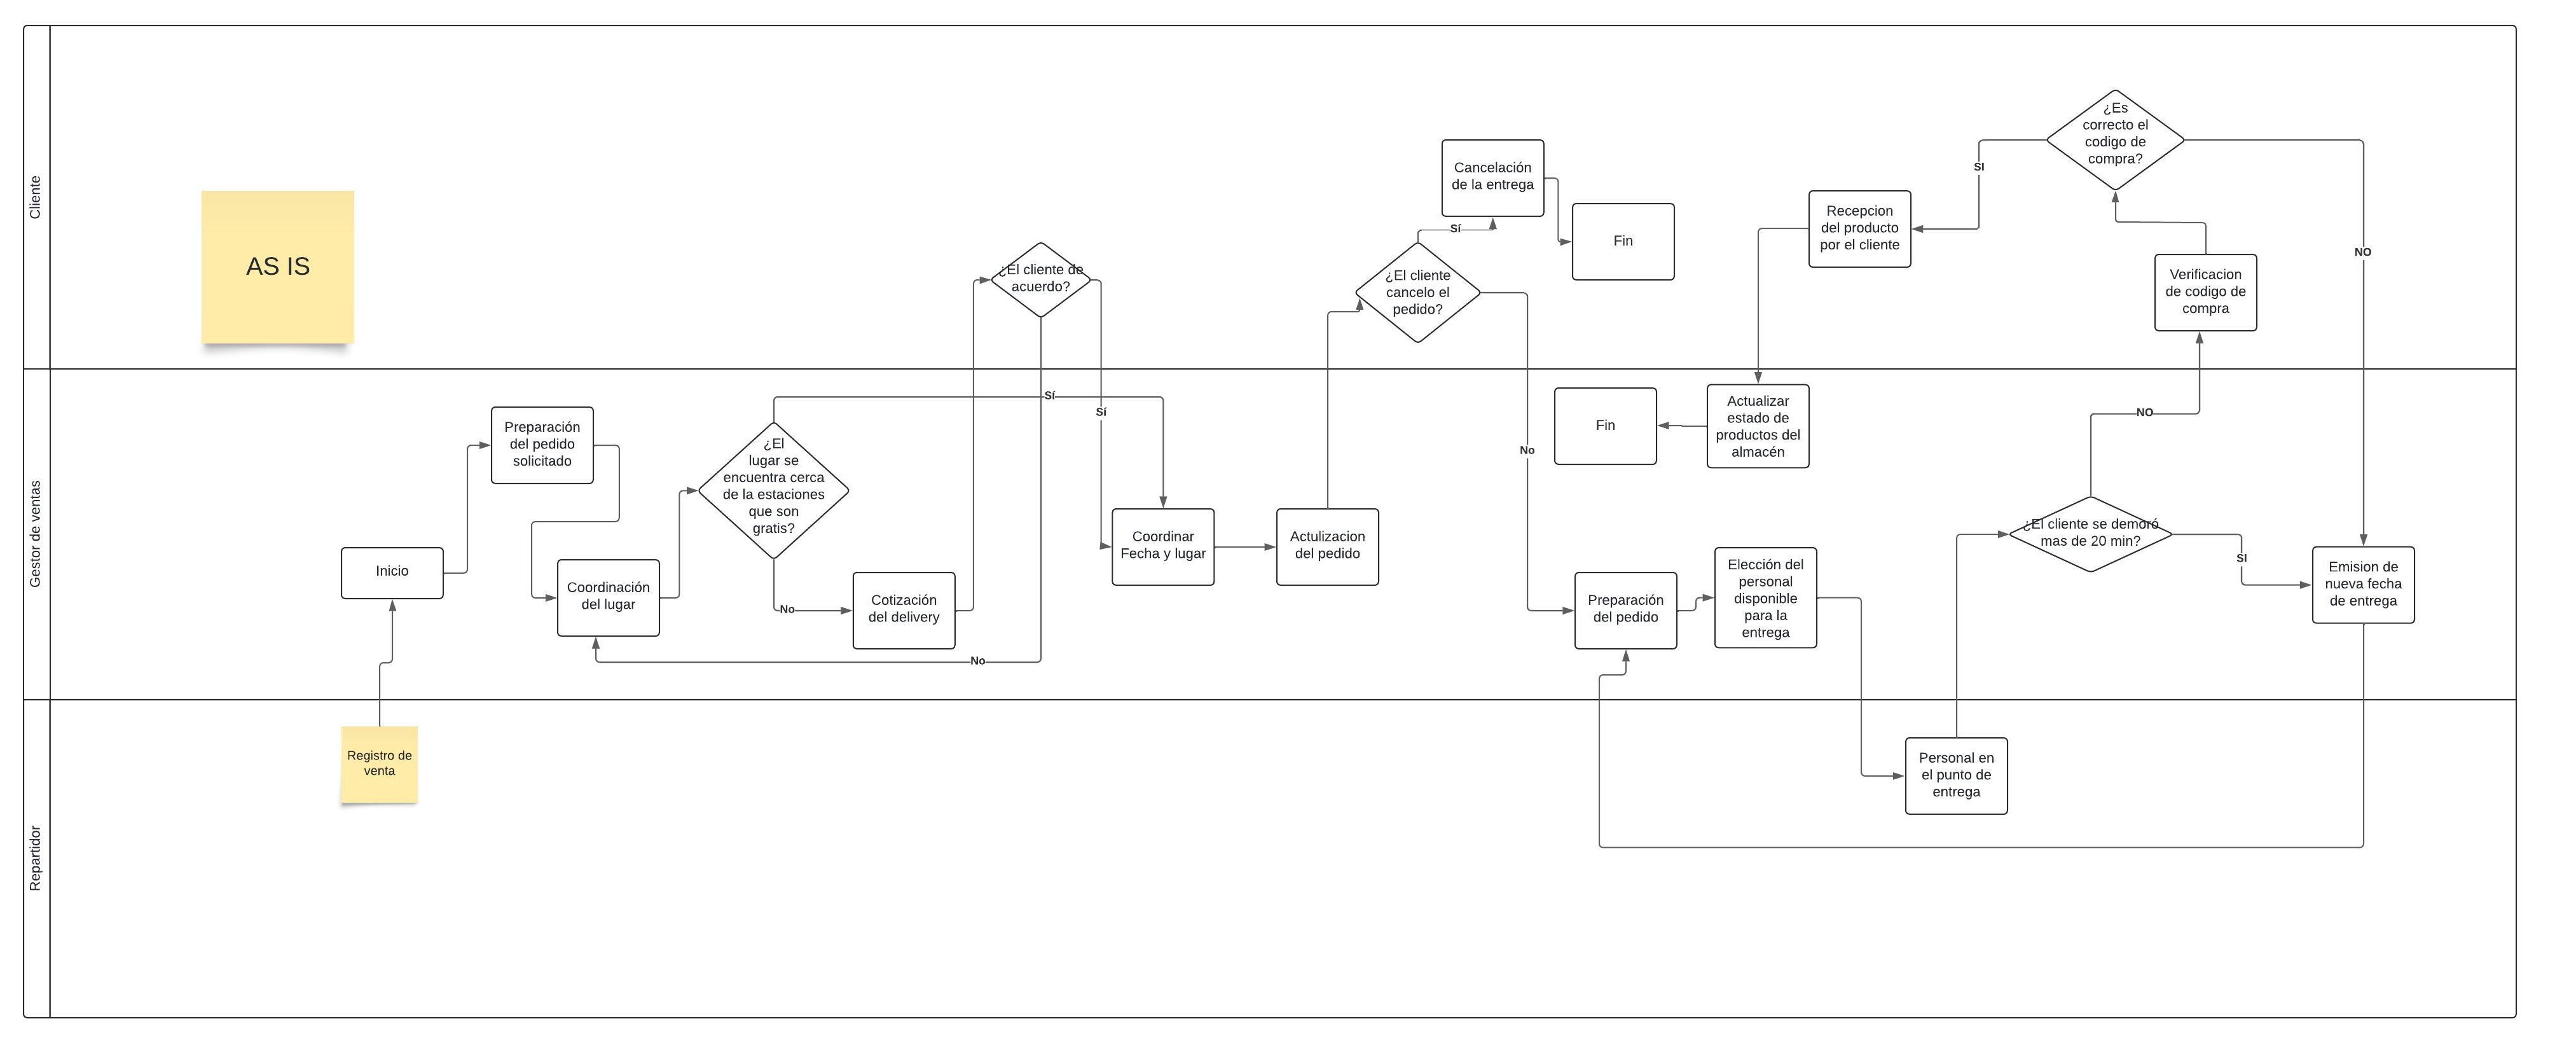 Cliente
AS IS
¿El cliente de
acuerdo?
Cancelación
de la entrega
Sí
Fin
¿El cliente
cancelo el
pedido?
¿Es
correcto el
codigo de
compra?
SI
Recepcion
del producto
por el cliente
NO
Verificacion
de codigo de
compra
Gestor de ventas
Inicio
Preparación
del pedido
solicitado
Coordinación
del lugar
¿El
lugar se
encuentra cerca
de la estaciones
que son
gratis?
Sí
Sí
No
Cotización
del delivery
No
Coordinar
Fecha y lugar
Actulizacion
del pedido
No
Fin
Actualizar
estado de
productos del
almacén
Preparación
del pedido
Elección del
personal
disponible
para la
entrega
NO
¿El cliente se demoró
mas de 20 min?
SI
Emision de
nueva fecha
de entrega
Repartidor
Registro de
venta
Personal en
el punto de
entrega